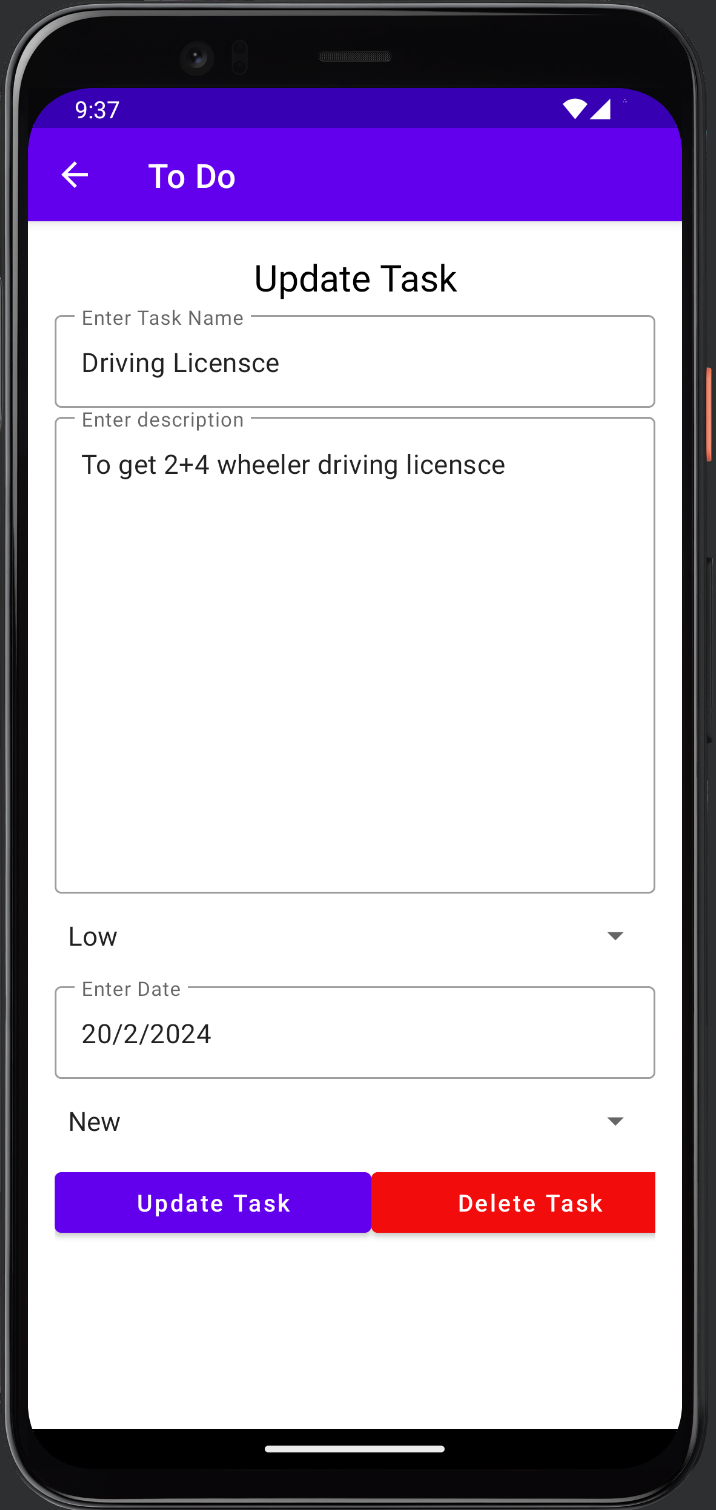 9:37
To Do
Update Task
Enter Task Name
Driving Licensce
Enter description
To get 2+4 wheeler driving licensce
Low
Enter Date
20/2/2024
New
Update Task
Delete Task